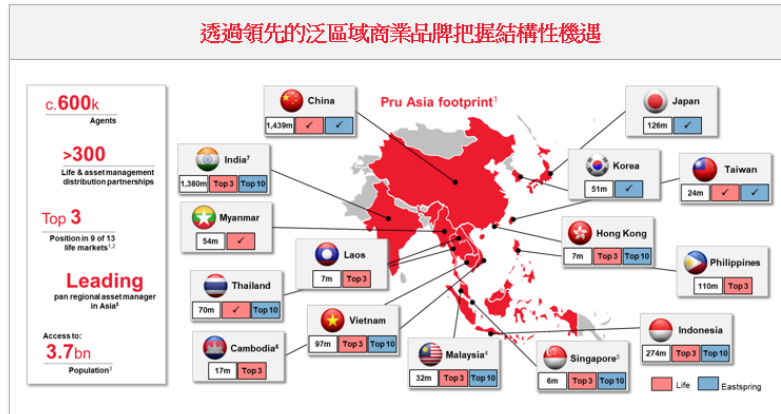 透過領先的泛區域商業品牌把握結構性機遇
c.600k
Agents
>300
Life & asset management
distribution partnerships
Top 3
Position in 9 of 13
life markets1,2
Leading
pan regional asset manager
in Asia8
Access to:
3.7bn
Population3
Pru Asia footprint1
China
1,439m ✓ ✓
Japan
126m ✓
India7
1,380m Top 3 Top 10
Korea
51m ✓
Taiwan
24m ✓ ✓
Myanmar
54m ✓
Laos
7m Top 3
Hong Kong
7m Top 3 Top 10
Philippines
110m Top 3
Thailand
70m ✓ Top 10
Vietnam
97m Top 3 Top 10
Cambodia6
17m Top 3
Malaysia4
32m Top 3 Top 10
Singapore5
6m Top 3 Top 10
Indonesia
274m Top 3 Top 10
Life
Eastspring